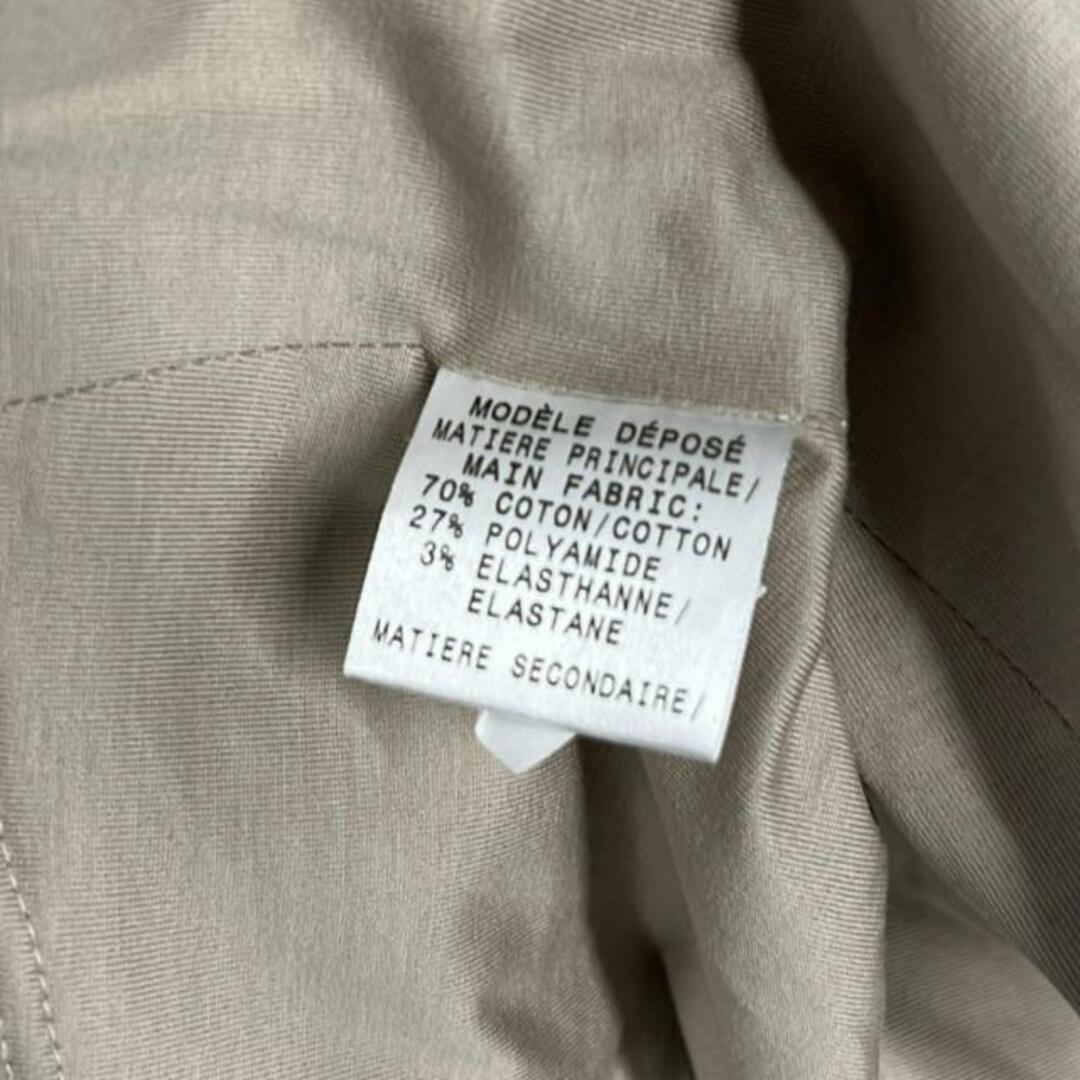 MODÈLE DÉPOSÉ
MATIERE PRINCIPALE/
MAIN FABRIC:
70% COTON/COTTON
27% POLYAMIDE
3% ELASTHANNE/
ELASTANE
MATIERE SECONDAIRE/